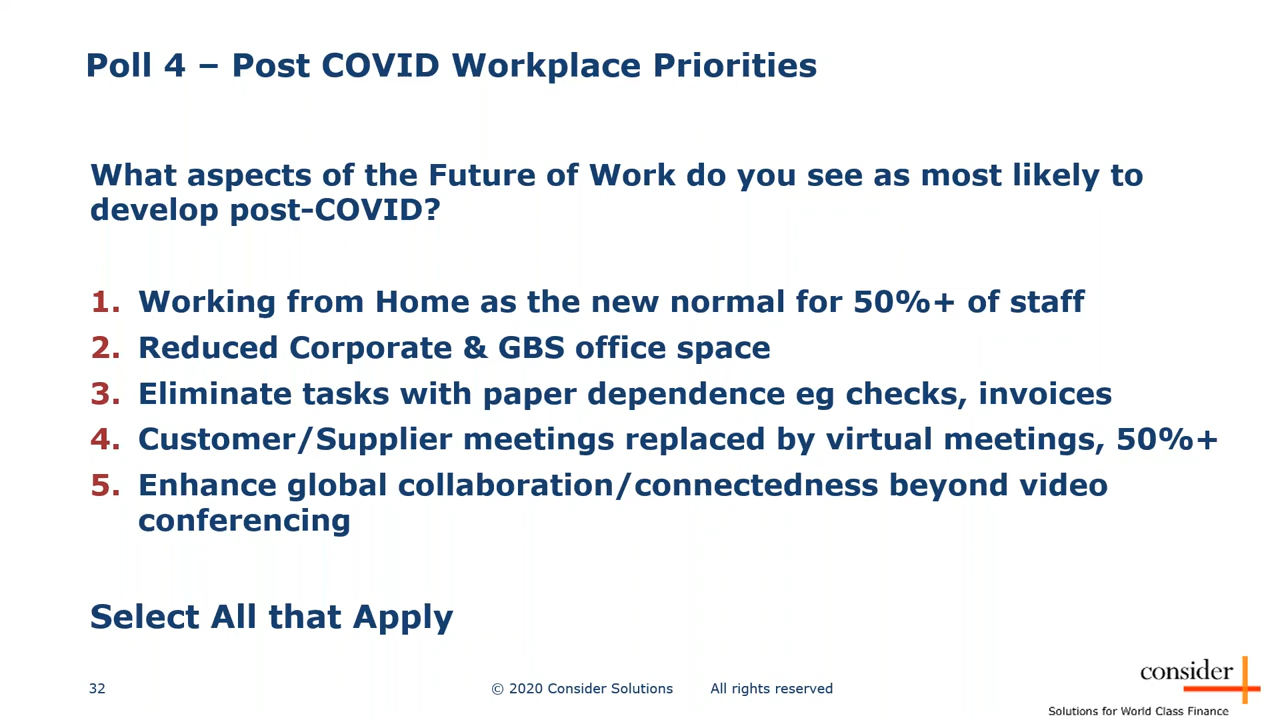 Poll 4 – Post COVID Workplace Priorities
What aspects of the Future of Work do you see as most likely to
develop post-COVID?
1. Working from Home as the new normal for 50%+ of staff
2. Reduced Corporate & GBS office space
3. Eliminate tasks with paper dependence eg checks, invoices
4. Customer/Supplier meetings replaced by virtual meetings, 50%+
5. Enhance global collaboration/connectedness beyond video
conferencing
Select All that Apply
consider
32 © 2020 Consider Solutions All rights reserved
Solutions for World Class Finance